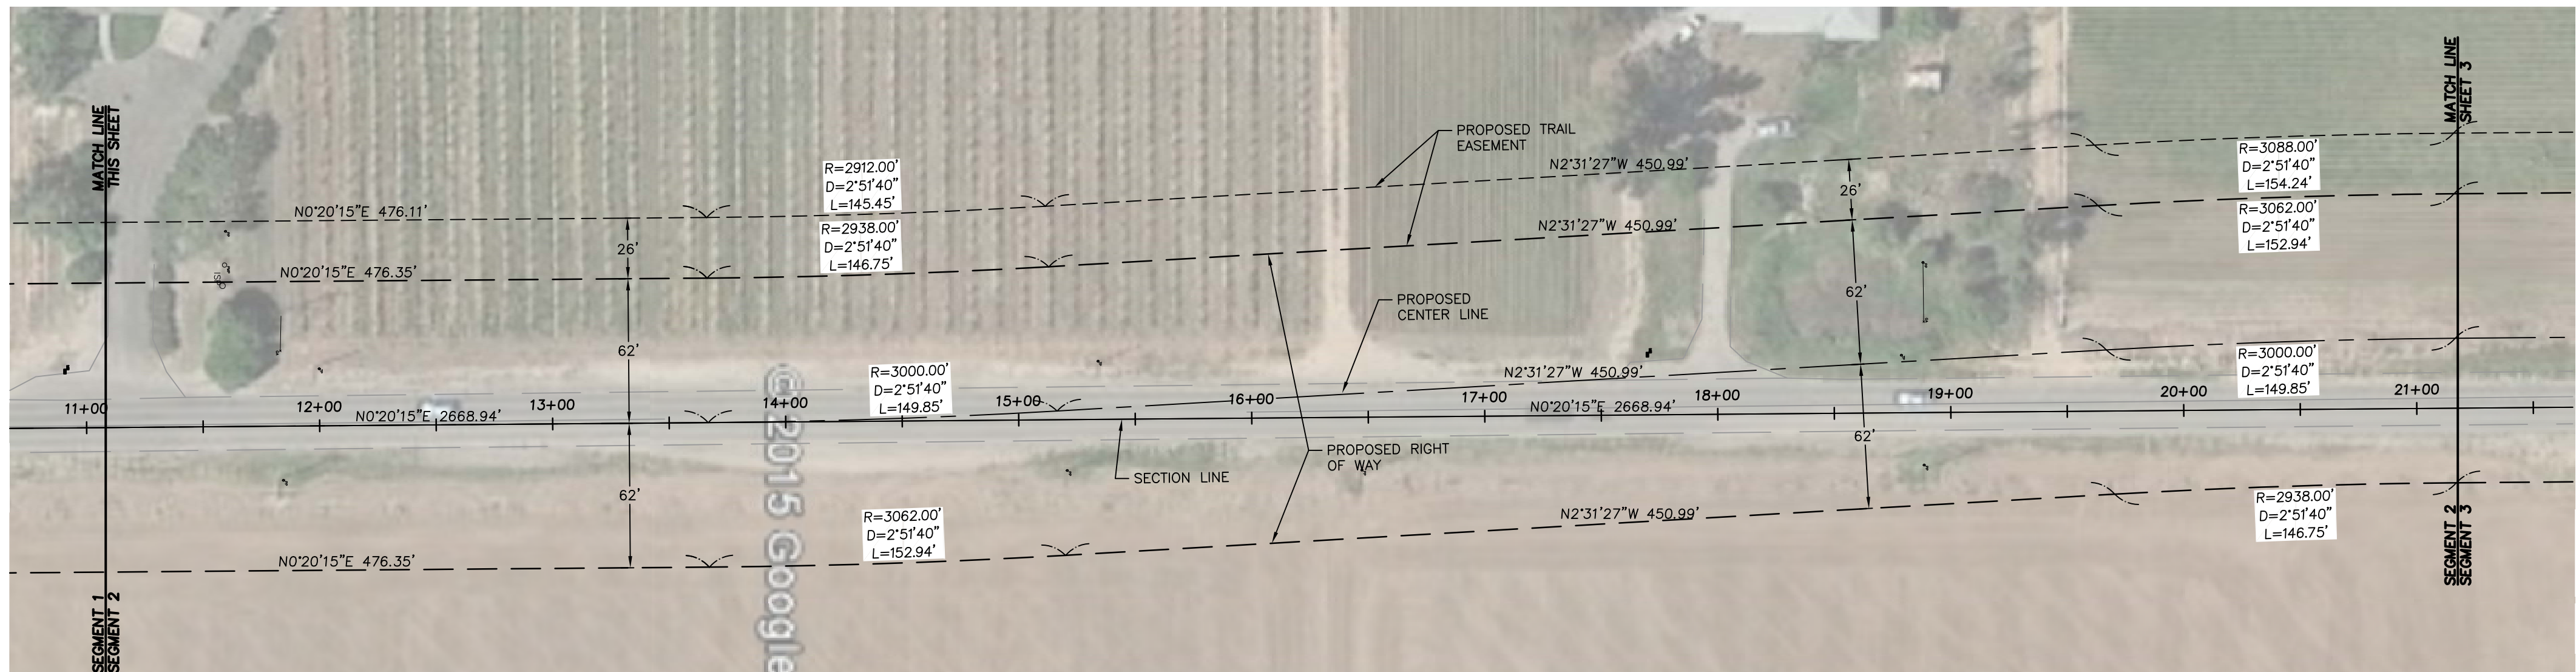 MATCH LINE
THIS SHEET
MATCH LINE
SHEET 3
PROPOSED TRAIL
EASEMENT
N2°31'27"W 450.99'
R=3088.00'
D=2°51'40"
L=154.24'
R=2912.00'
D=2°51'40"
L=145.45'
26'
N0°20'15"E 476.11'
R=3062.00'
D=2°51'40"
L=152.94'
R=2938.00'
D=2°51'40"
L=146.75'
N2°31'27"W 450.99'
26'
N0°20'15"E 476.35'
62'
PROPOSED
CENTER LINE
62'
R=3000.00'
D=2°51'40"
L=149.85'
R=3000.00'
D=2°51'40"
L=149.85'
N2°31'27"W 450.99'
11+00
12+00
13+00
14+00
15+00
16+00
17+00
18+00
19+00
20+00
21+00
N0°20'15"E 2668.94'
N0°20'15"E 2668.94'
62'
PROPOSED RIGHT
OF WAY
SECTION LINE
62'
R=3062.00'
D=2°51'40"
L=152.94'
N2°31'27"W 450.99'
R=2938.00'
D=2°51'40"
L=146.75'
N0°20'15"E 476.35'
SEGMENT 1
SEGMENT 2
SEGMENT 2
SEGMENT 3
©2015 Google